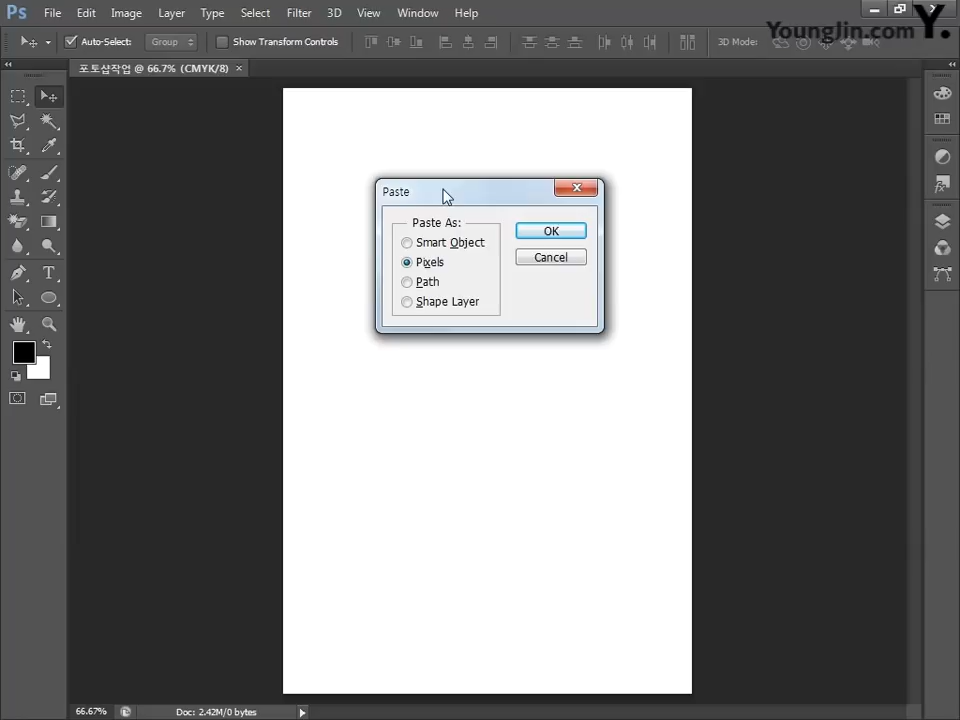 Ps File Edit Image Layer Type Select Filter 3D View Window Help
Auto-Select: Group Show Transform Controls 3D Mode:
YoungJin.com Y.
포토샵작업 @ 66.7% (CMYK/8) ×
Paste
Paste As:
Smart Object
Pixels
Path
Shape Layer
OK
Cancel
66.67% Doc: 2.42M/0 bytes